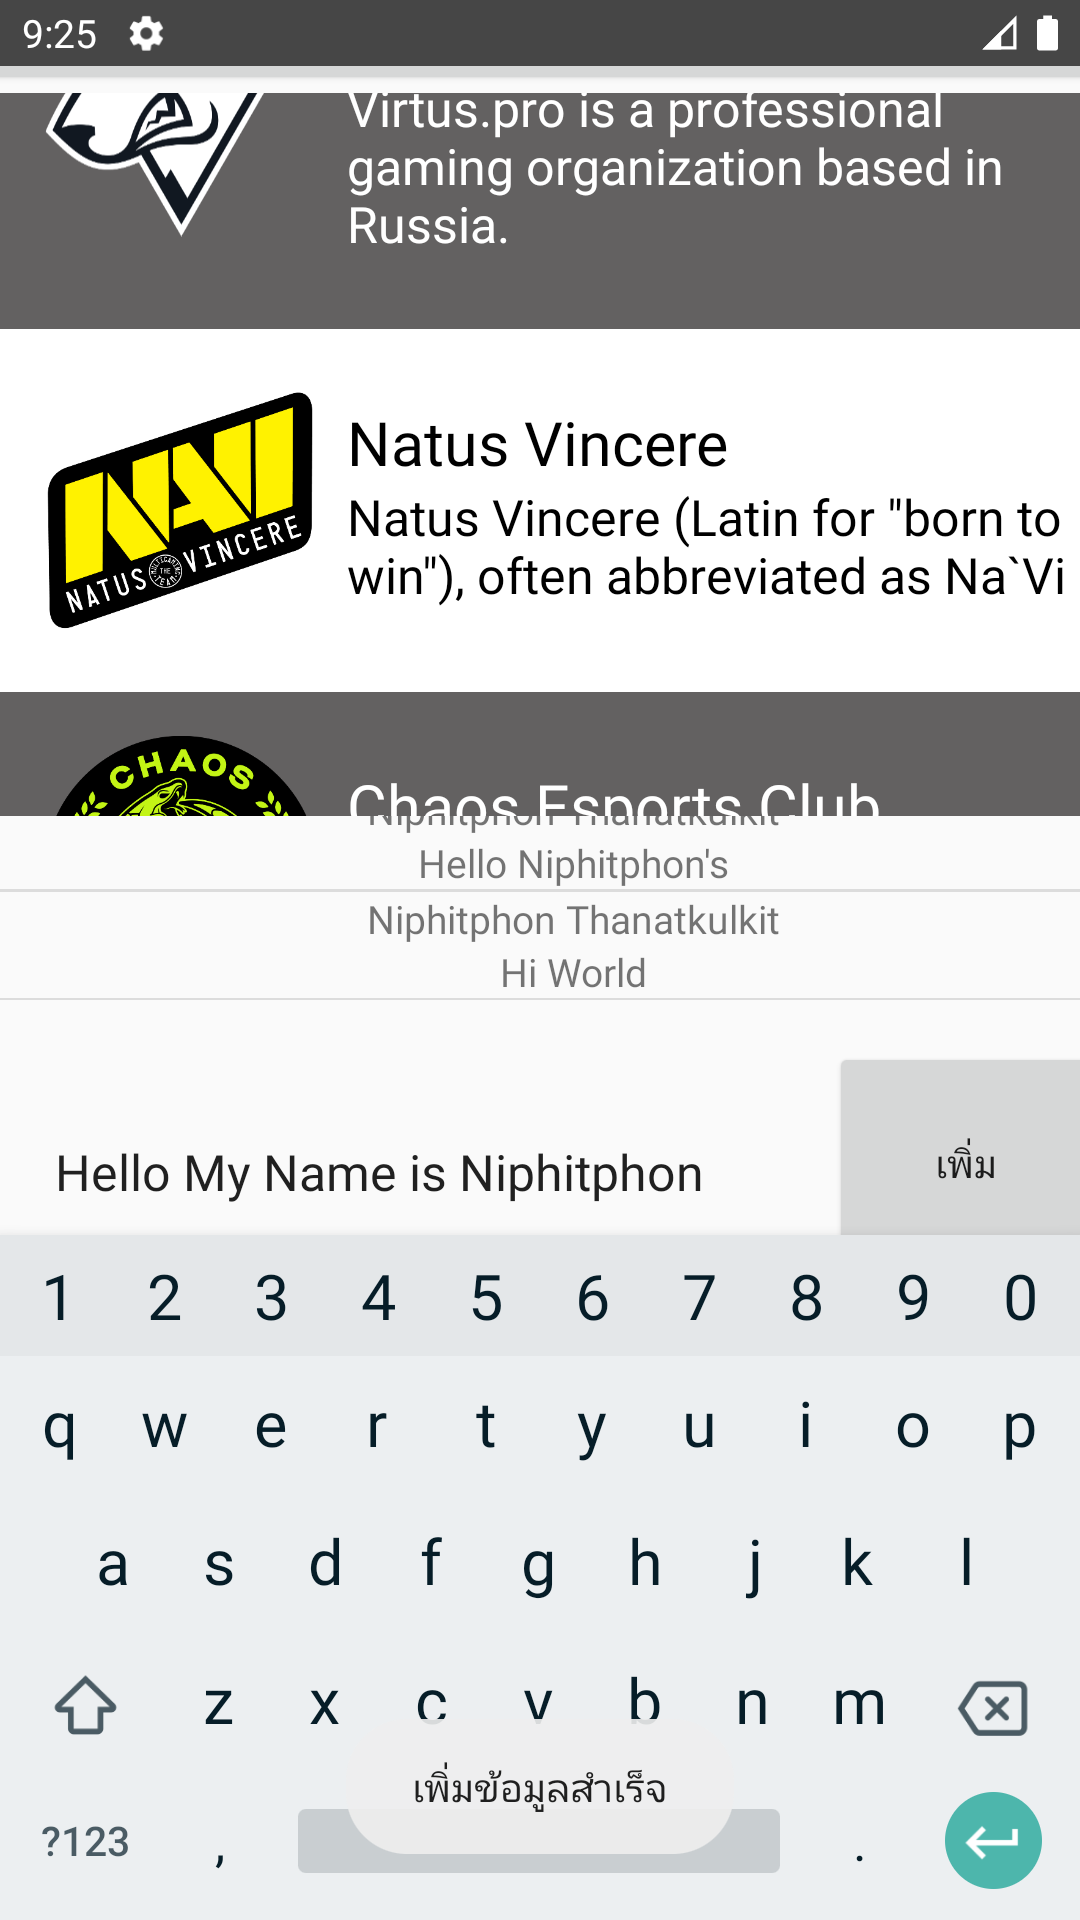 9:25
Virtus.pro is a professional
gaming organization based in
Russia.
NATUS VINCERE
Natus Vincere
Natus Vincere (Latin for "born to
win"), often abbreviated as Na`Vi
CHAOS
Chaos Esports Club
Niphitphon Thanatkulkit
Hello Niphitphon's
Niphitphon Thanatkulkit
Hi World
Hello My Name is Niphitphon
เพิ่ม
1 2 3 4 5 6 7 8 9 0
q w e r t y u i o p
a s d f g h j k l
z x c v b n m
เพิ่มข้อมูลสำเร็จ
?123 , .